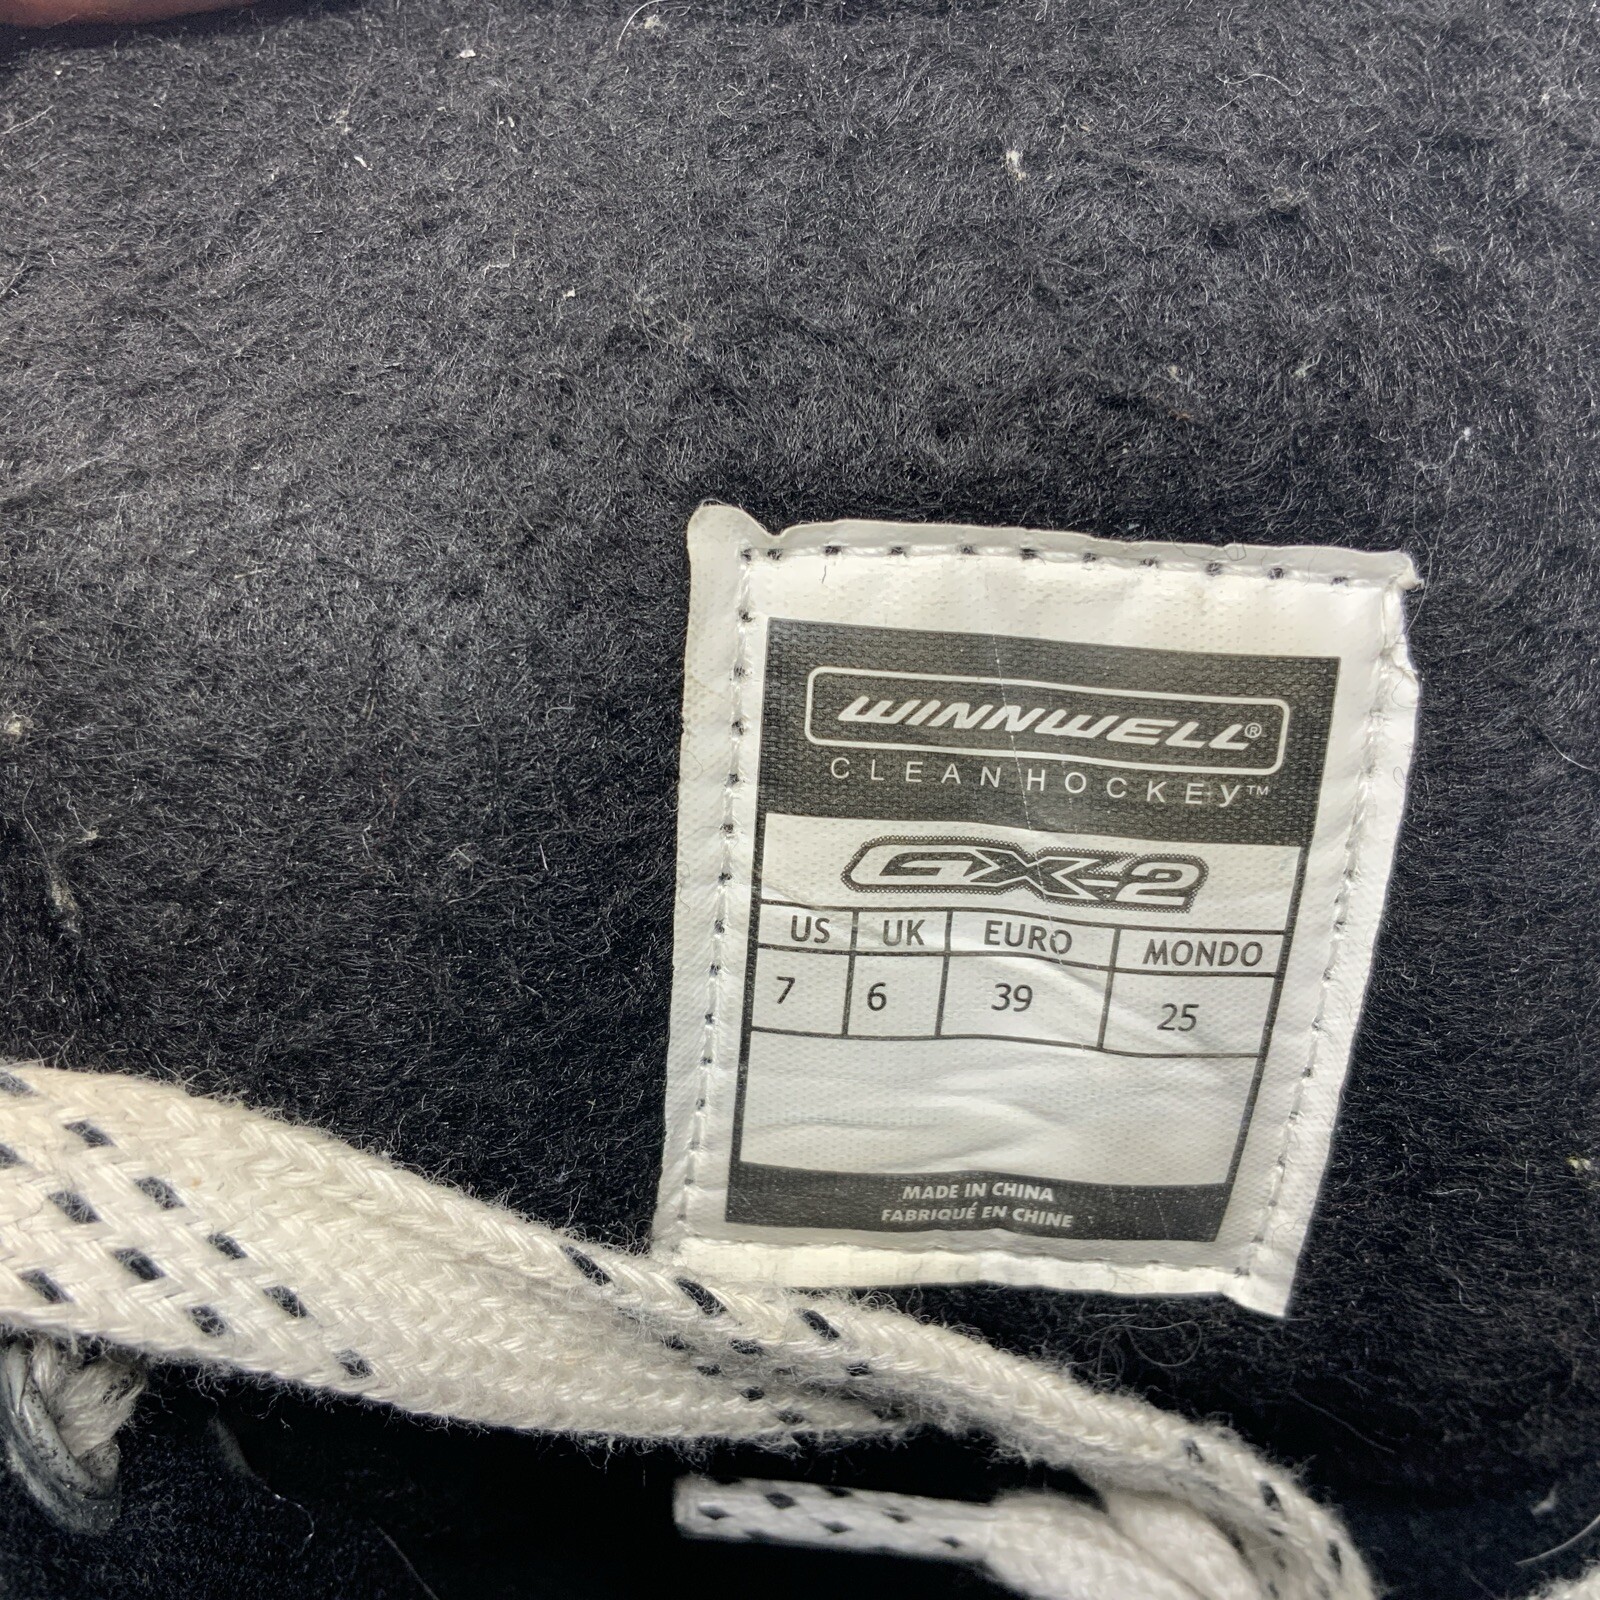 WINNWELL®
CLEAN HOCKEY™
GX-2
US UK EURO MONDO
7 6 39 25
MADE IN CHINA
FABRIQUÉ EN CHINE